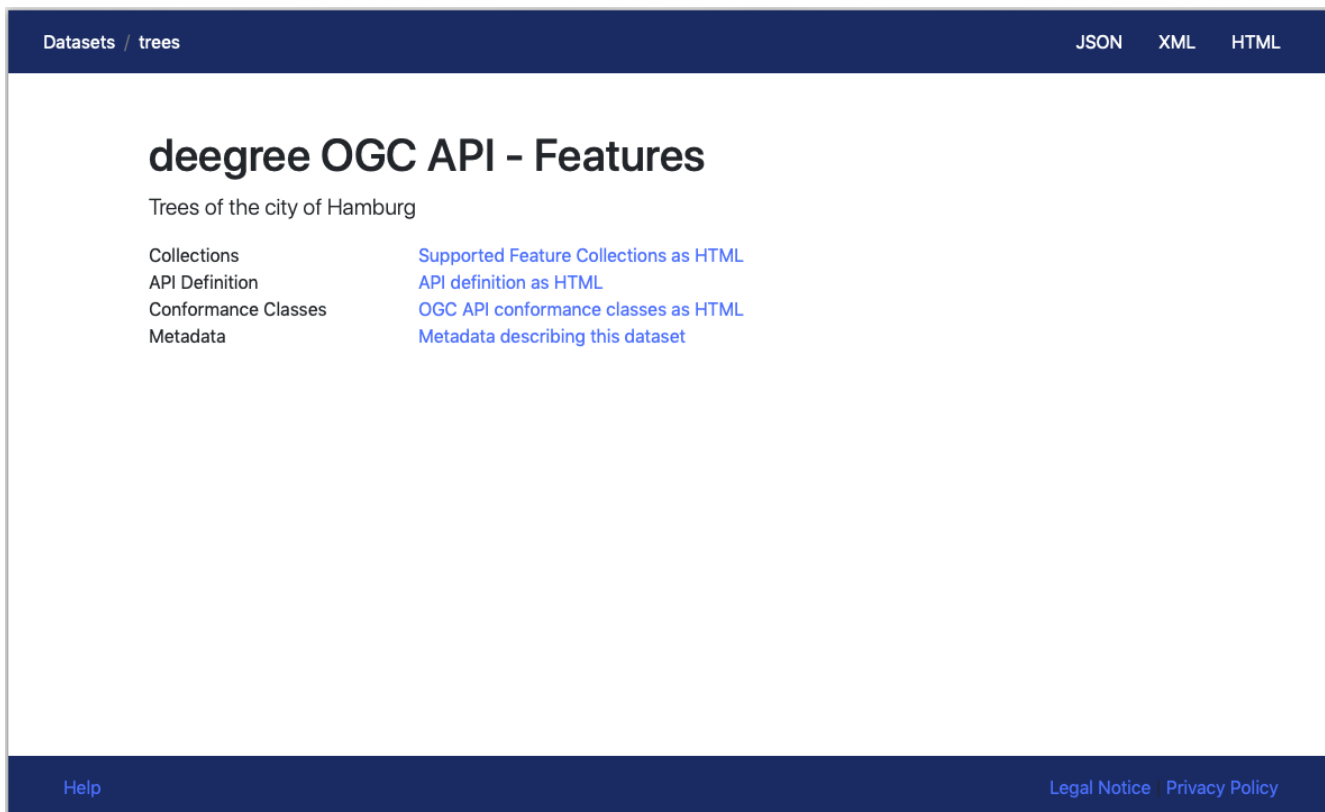 Datasets / trees JSON XML HTML
deegree OGC API - Features
Trees of the city of Hamburg
Collections Supported Feature Collections as HTML
API Definition API definition as HTML
Conformance Classes OGC API conformance classes as HTML
Metadata Metadata describing this dataset
Help Legal Notice | Privacy Policy